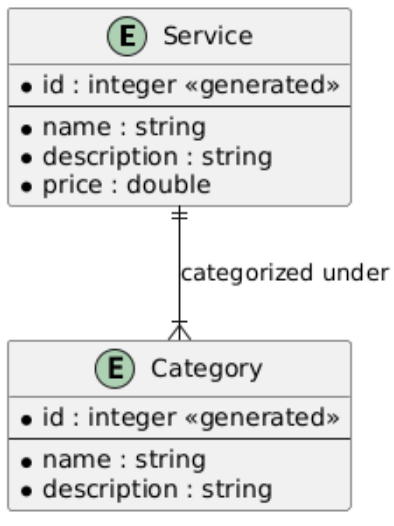 E Service
id : integer «generated»
name : string
description : string
price : double
categorized under
E Category
id : integer «generated»
name : string
description : string